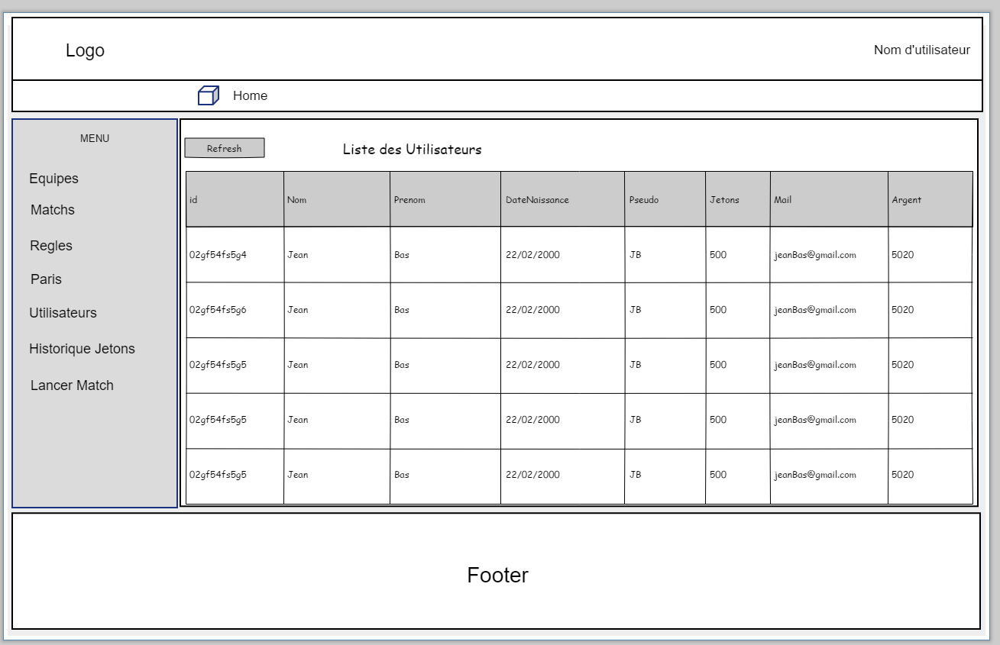 Logo
Nom d'utilisateur
Home
MENU
Equipes
Matchs
Regles
Paris
Utilisateurs
Historique Jetons
Lancer Match
Refresh
Liste des Utilisateurs
id Nom Prenom DateNaissance Pseudo Jetons Mail Argent
02gf54fs5g4 Jean Bas 22/02/2000 JB 500 jeanBas@gmail.com 5020
02gf54fs5g6 Jean Bas 22/02/2000 JB 500 jeanBas@gmail.com 5020
02gf54fs5g5 Jean Bas 22/02/2000 JB 500 jeanBas@gmail.com 5020
02gf54fs5g5 Jean Bas 22/02/2000 JB 500 jeanBas@gmail.com 5020
02gf54fs5g5 Jean Bas 22/02/2000 JB 500 jeanBas@gmail.com 5020
Footer